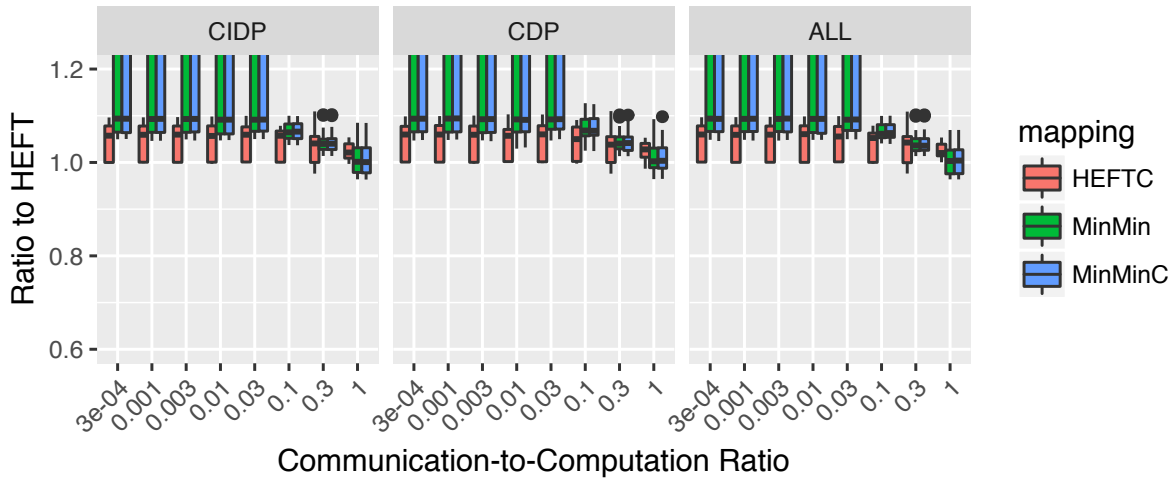 CIDP CDP ALL
1.2
1.0
0.8
0.6
Ratio to HEFT
3e-04 0.001 0.003 0.01 0.03 0.1 0.3 1 3e-04 0.001 0.003 0.01 0.03 0.1 0.3 1 3e-04 0.001 0.003 0.01 0.03 0.1 0.3 1
Communication-to-Computation Ratio
mapping
HEFTC
MinMin
MinMinC